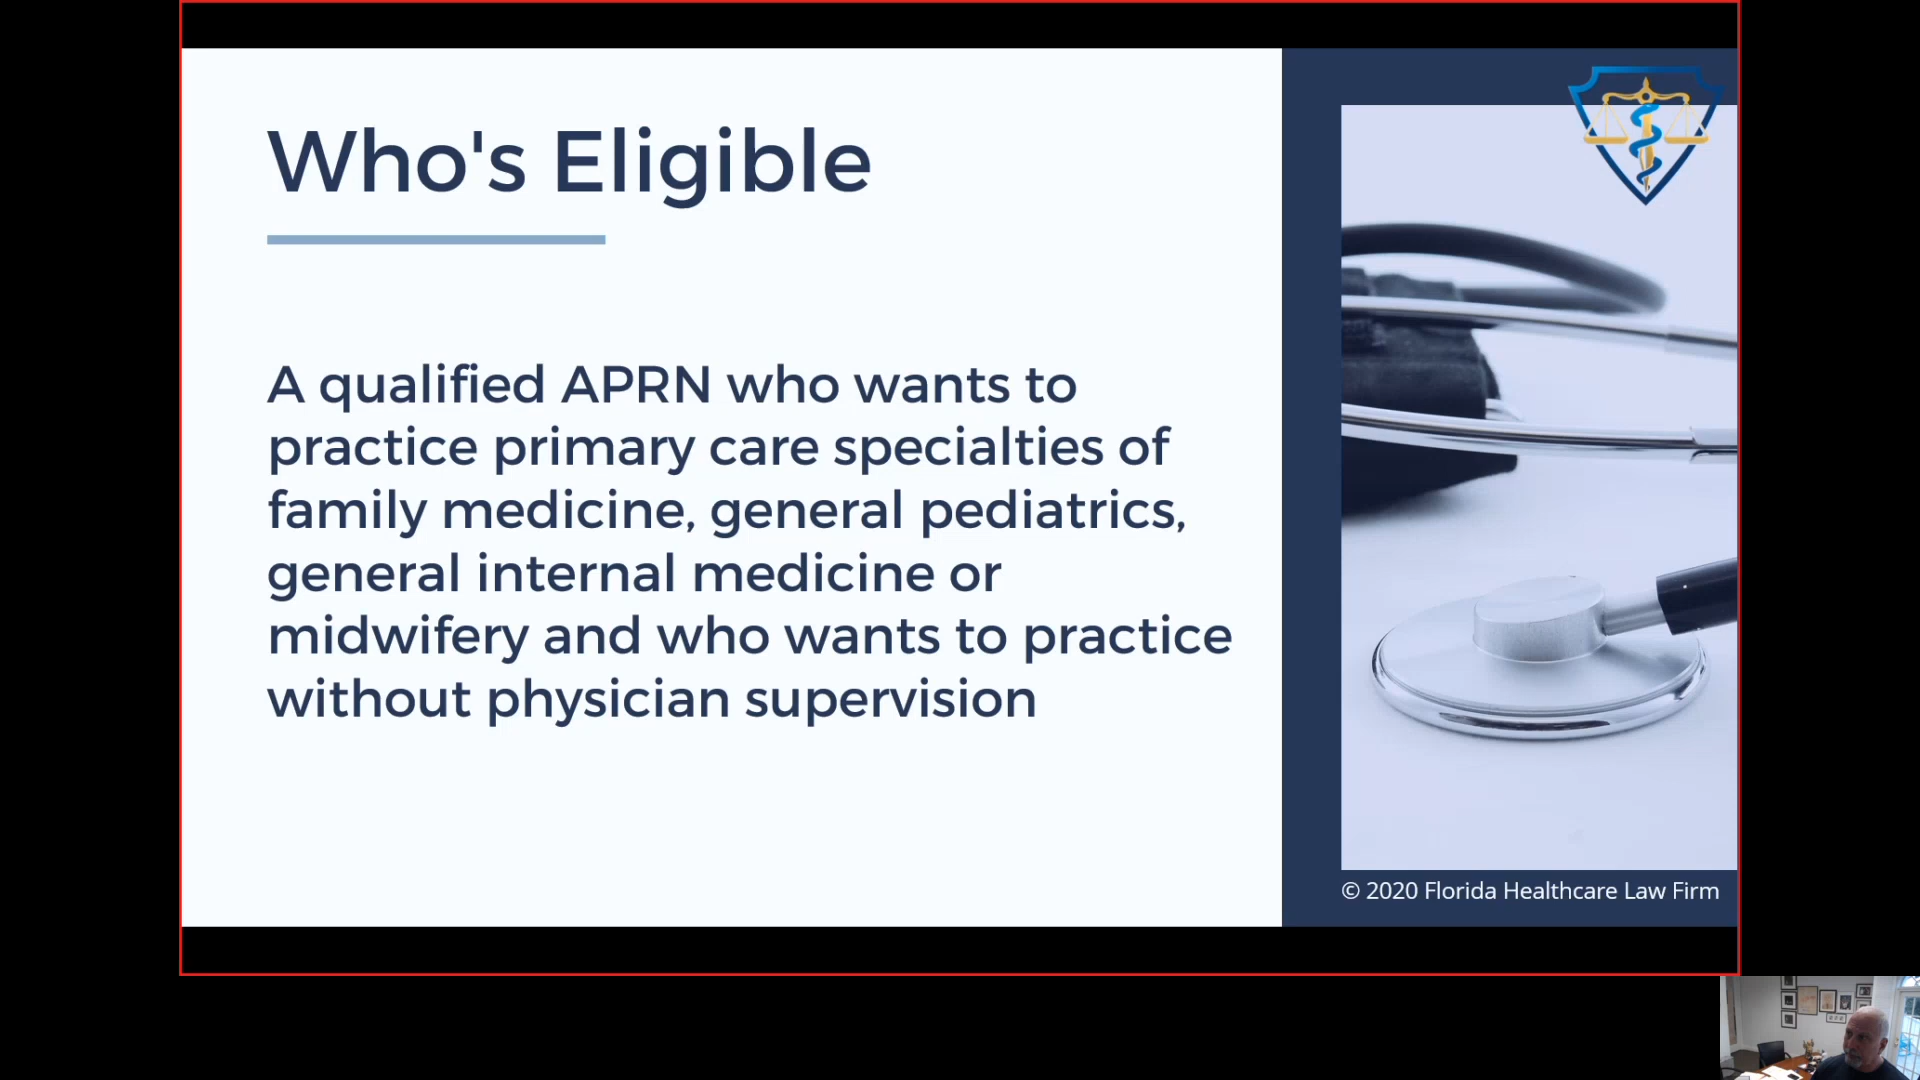 Who's Eligible
A qualified APRN who wants to
practice primary care specialties of
family medicine, general pediatrics,
general internal medicine or
midwifery and who wants to practice
without physician supervision
© 2020 Florida Healthcare Law Firm